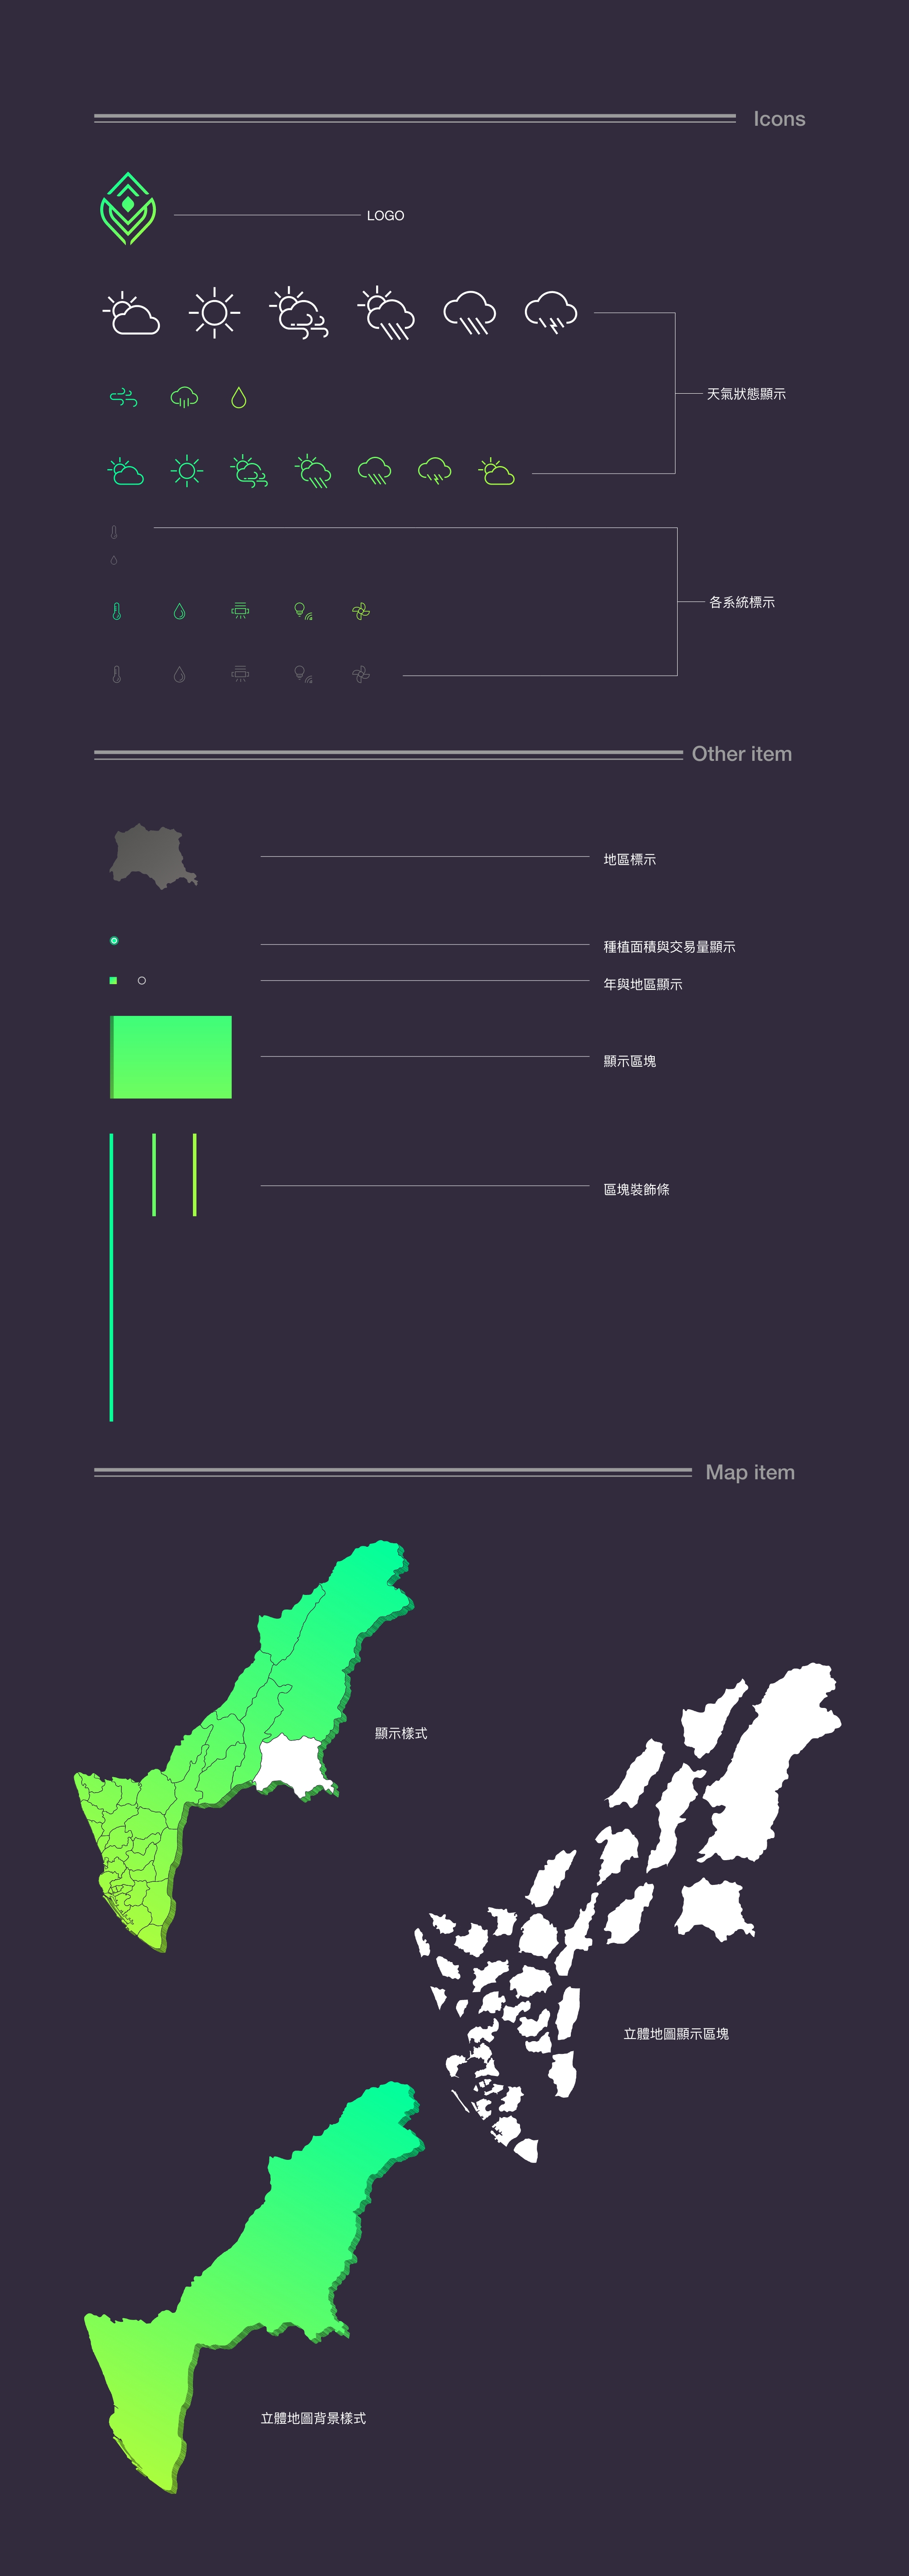 Icons
LOGO
天氣狀態顯示
各系統標示
Other item
地區標示
種植面積與交易量顯示
年與地區顯示
顯示區塊
區塊裝飾條
Map item
顯示樣式
立體地圖顯示區塊
立體地圖背景樣式